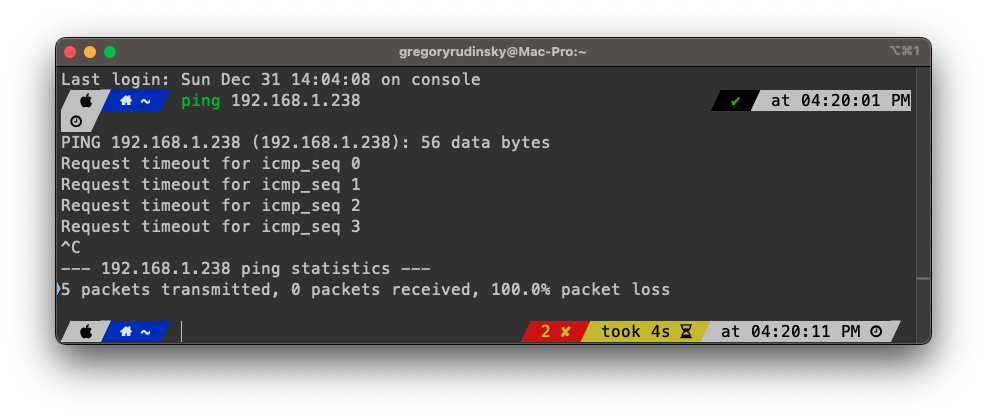 gregoryrudinsky@Mac-Pro:~
⌥⌘1
Last login: Sun Dec 31 14:04:08 on console
~ ping 192.168.1.238 ✔ at 04:20:01 PM
PING 192.168.1.238 (192.168.1.238): 56 data bytes
Request timeout for icmp_seq 0
Request timeout for icmp_seq 1
Request timeout for icmp_seq 2
Request timeout for icmp_seq 3
^C
--- 192.168.1.238 ping statistics ---
5 packets transmitted, 0 packets received, 100.0% packet loss
~ 2 ✘ took 4s at 04:20:11 PM